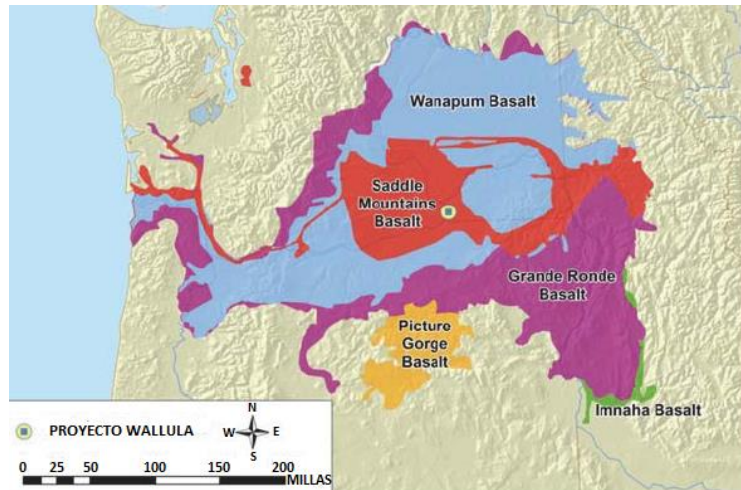 Wanapum Basalt
Saddle
Mountains
Basalt
Grande Ronde
Basalt
Picture
Gorge
Basalt
Imnaha Basalt
PROYECTO WALLULA
N
W E
S
0 25 50 100 150 200
MILLAS